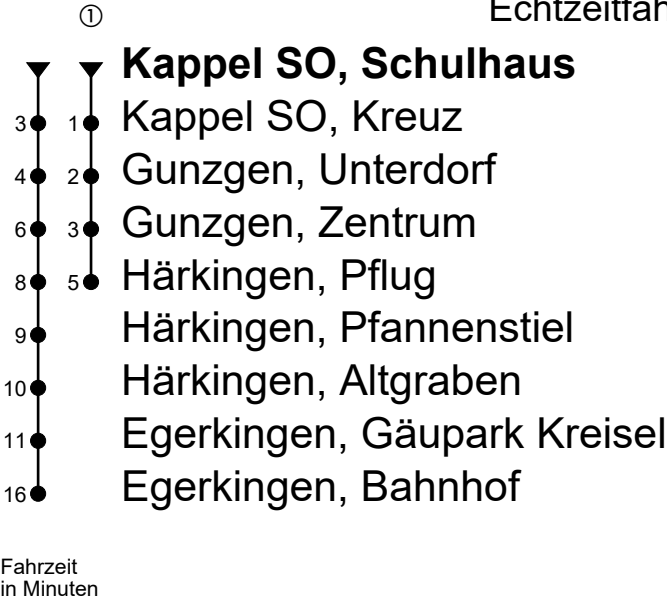 ① Echtzeitfah
Kappel SO, Schulhaus
3 1 Kappel SO, Kreuz
4 2 Gunzgen, Unterdorf
6 3 Gunzgen, Zentrum
8 5 Härkingen, Pflug
9 Härkingen, Pfannenstiel
10 Härkingen, Altgraben
11 Egerkingen, Gäupark Kreisel
16 Egerkingen, Bahnhof
Fahrzeit
in Minuten